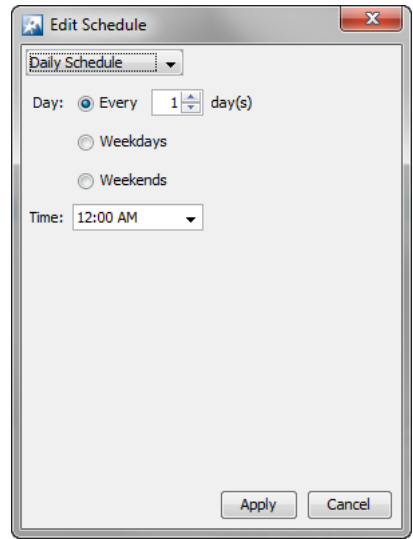 Edit Schedule
Daily Schedule
Day: Every 1 day(s)
Weekdays
Weekends
Time: 12:00 AM
Apply Cancel